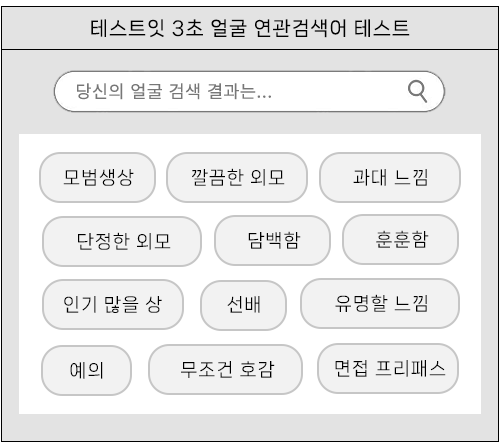 테스트잇 3초 얼굴 연관검색어 테스트
당신의 얼굴 검색 결과는...
모범생상 깔끔한 외모 과대 느낌
단정한 외모 담백함 훈훈함
인기 많을 상 선배 유명할 느낌
예의 무조건 호감 면접 프리패스